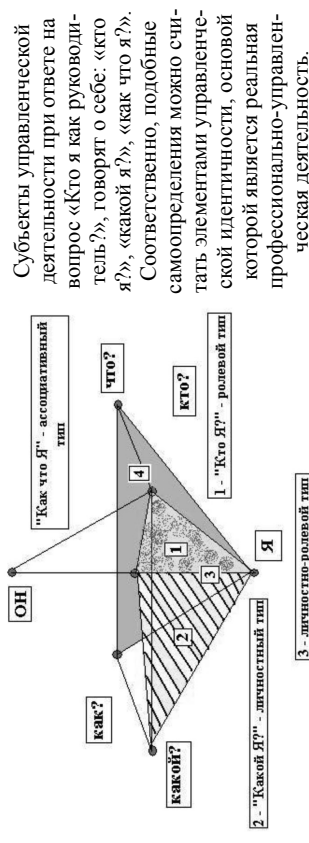 Субъекты управленческой
деятельности при ответе на
вопрос «Кто я как руководи-
тель?», говорят о себе: «кто
я?», «какой я?», «как что я?».
Соответственно, подобные
самоопределения можно счи-
тать элементами управленче-
ской идентичности, основой
которой является реальная
профессионально-управлен-
ческая деятельность.
ОН
"Как что Я" - ассоциативный
тип
что?
как?
4
кто?
1
какой?
2
3
1 - "Кто Я?" - ролевой тип
Я
2 - "Какой Я?" - личностный тип
3 - личностно-ролевой тип